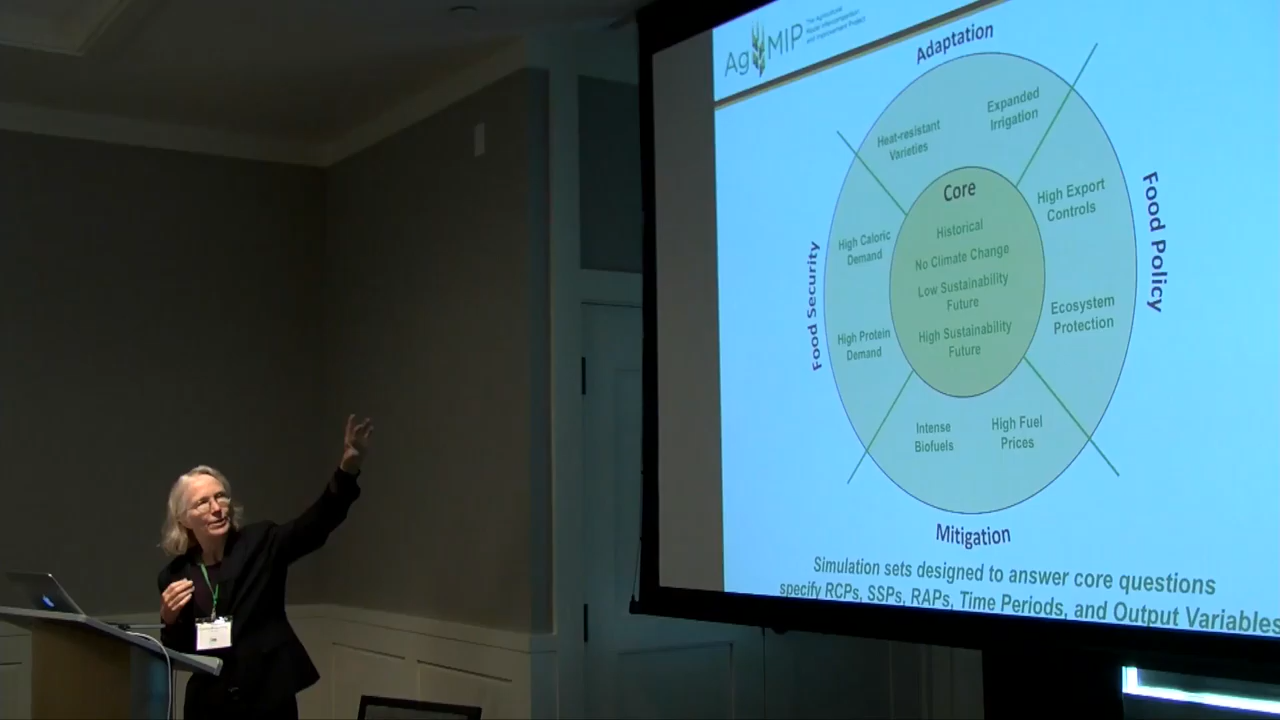 AgMIP
The Agricultural
Model Intercomparison
and Improvement Project
Adaptation
Expanded
Irrigation
Heat-resistant
Varieties
Core
Historical
No Climate Change
Low Sustainability
Future
High Sustainability
Future
High Export
Controls
Ecosystem
Protection
Food Policy
High Caloric
Demand
High Protein
Demand
Food Security
Intense
Biofuels
High Fuel
Prices
Mitigation
Simulation sets designed to answer core questions
specify RCPs, SSPs, RAPs, Time Periods, and Output Variables